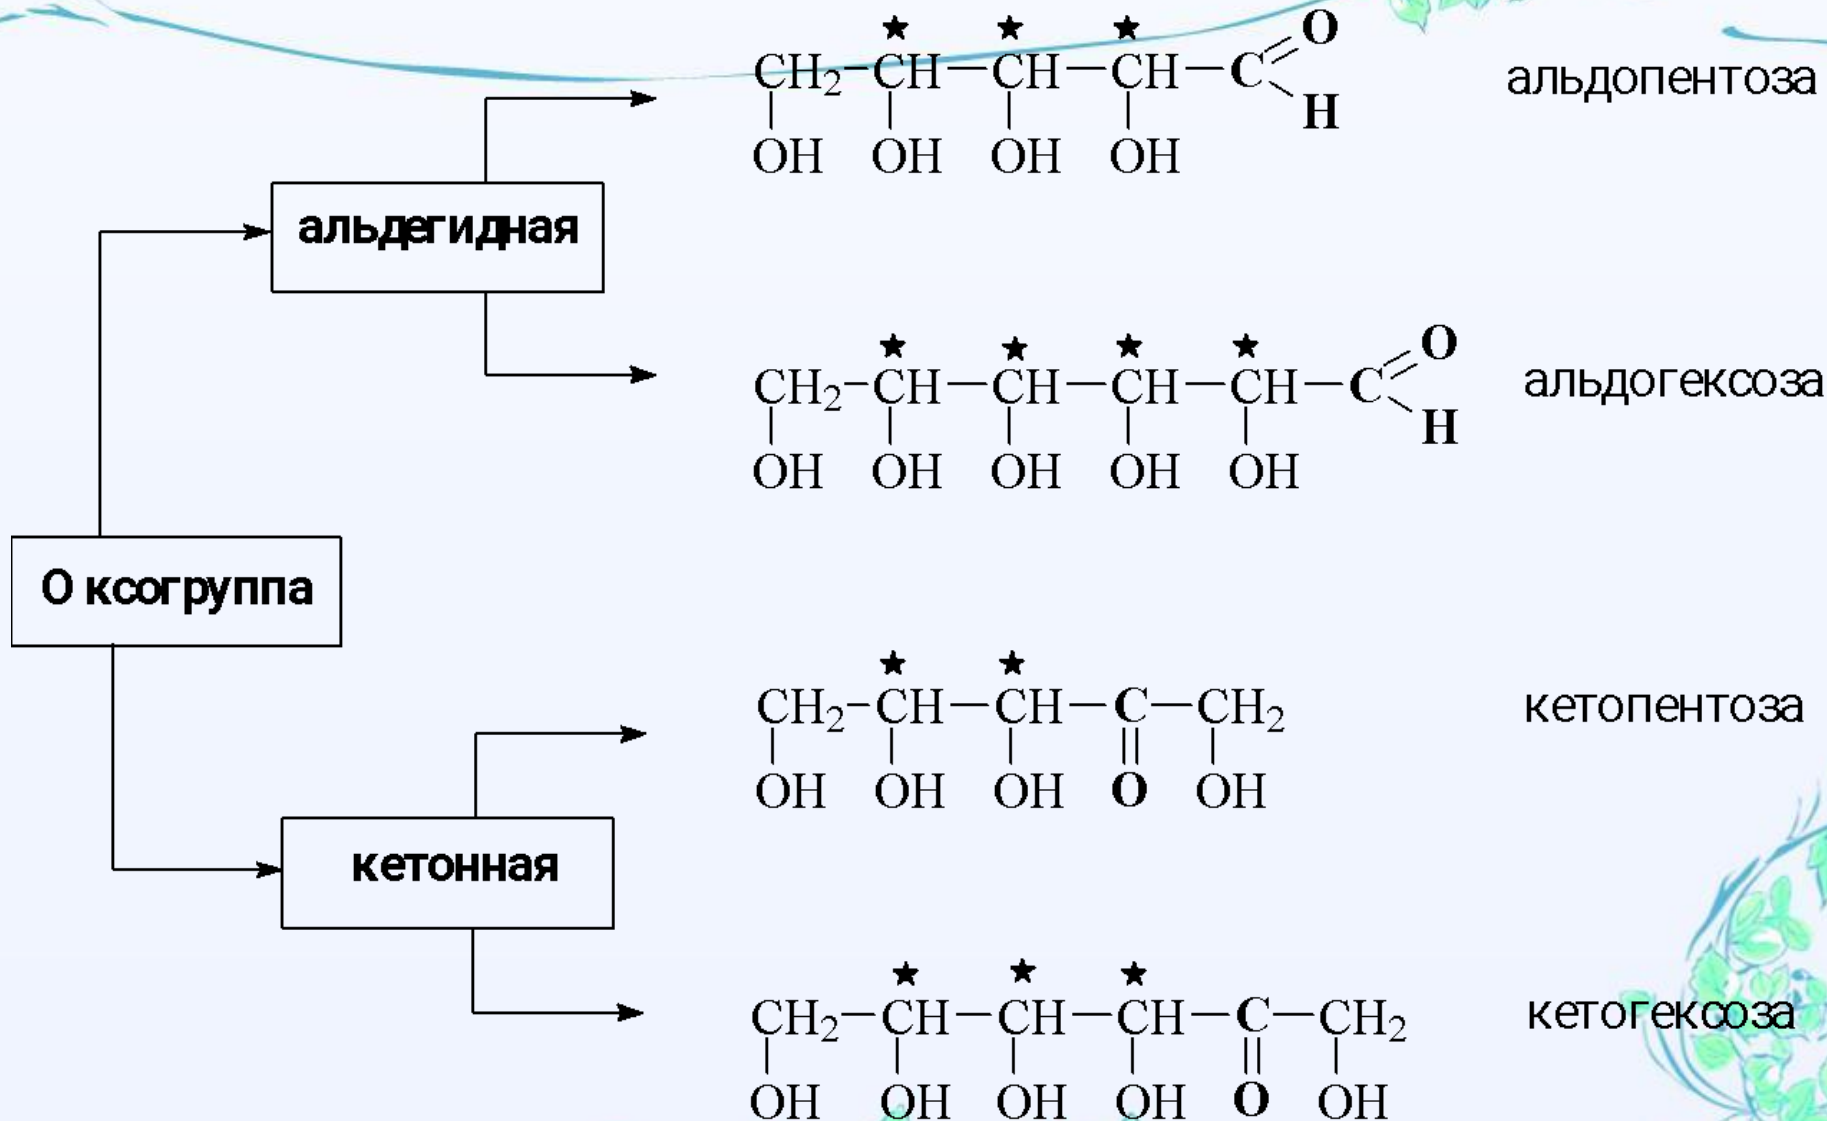 ★ ★ ★
O
CH₂–CH–CH–CH–C
альдопентоза
H
OH OH OH OH
альдегидная
★ ★ ★ ★
O
CH₂–CH–CH–CH–CH–C
альдогексоза
H
OH OH OH OH OH
О ксогруппа
★ ★
CH₂–CH–CH–C–CH₂
кетопентоза
OH OH OH O OH
кетонная
★ ★ ★
CH₂–CH–CH–CH–C–CH₂
кетогексоза
OH OH OH OH O OH